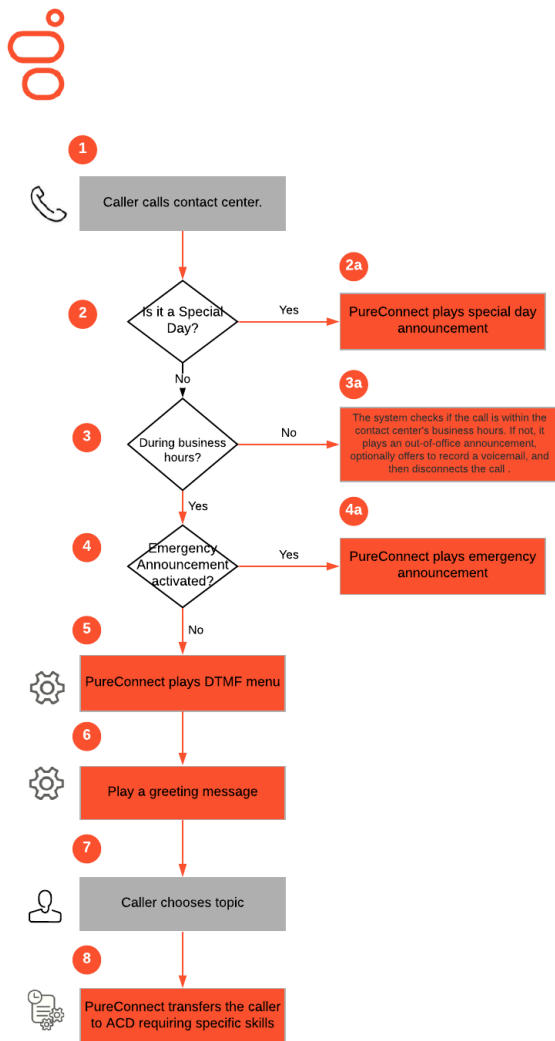 1
Caller calls contact center.
2a
2
Is it a Special
Day?
Yes
PureConnect plays special day
announcement
No
3a
3
During business
hours?
No
The system checks if the call is within the
contact center's business hours. If not, it
plays an out-of-office announcement,
optionally offers to record a voicemail, and
then disconnects the call .
Yes
4a
4
Emergency
Announcement
activated?
Yes
PureConnect plays emergency
announcement
No
5
PureConnect plays DTMF menu
6
Play a greeting message
7
Caller chooses topic
8
PureConnect transfers the caller
to ACD requiring specific skills